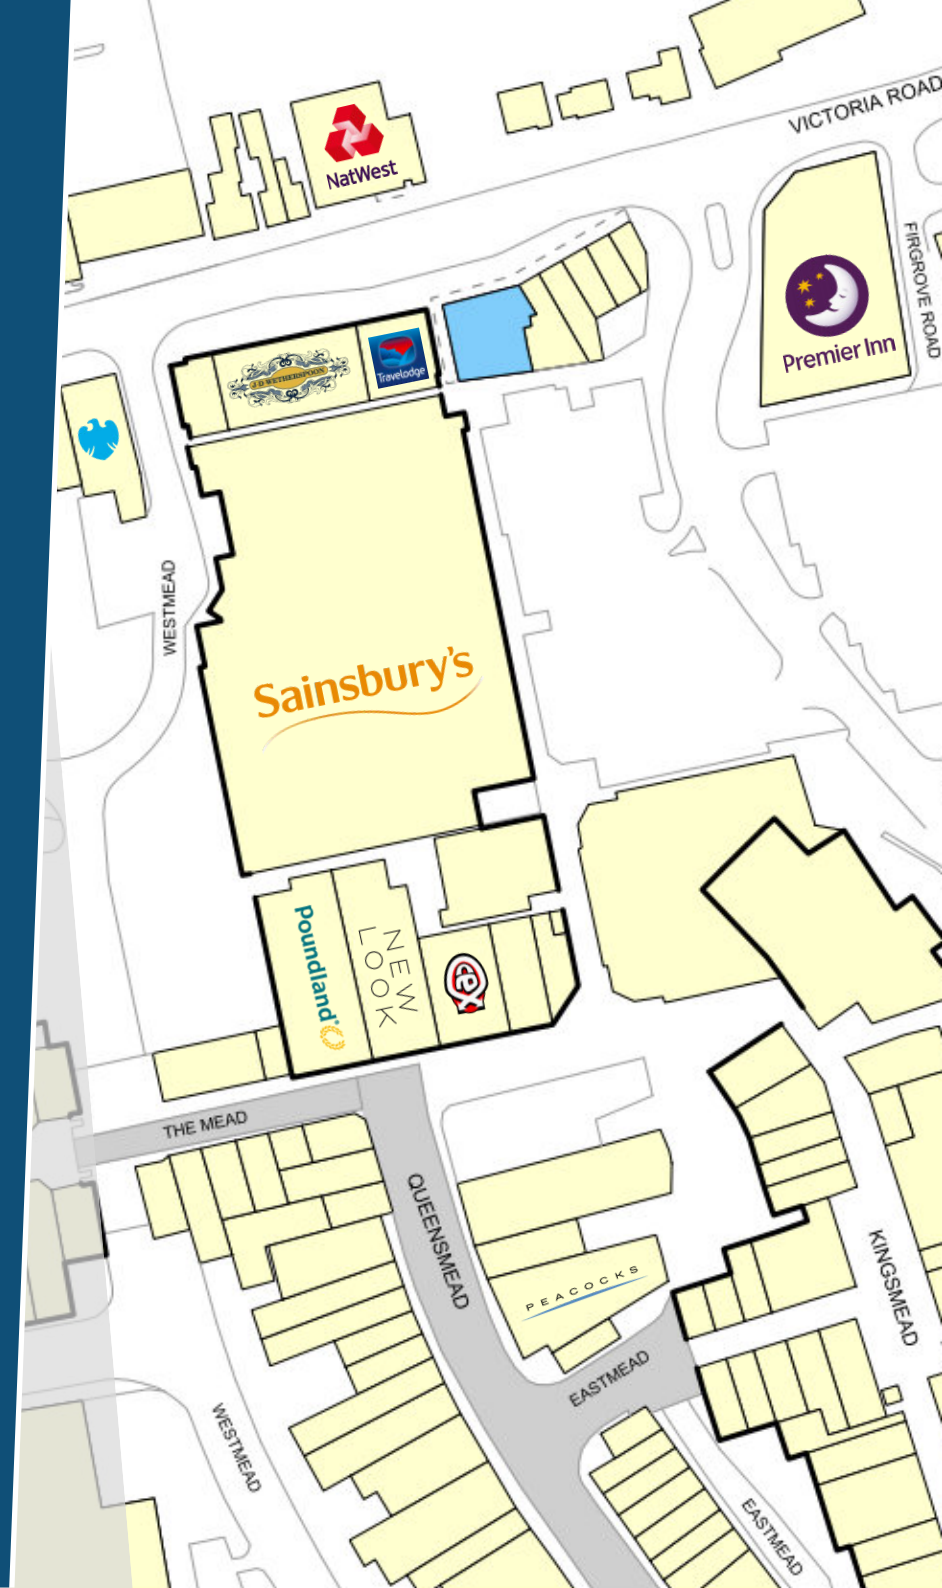 VICTORIA ROAD
NatWest
FIRGROVE ROAD
Premier Inn
J D WETHERSPOON
Travelodge
WESTMEAD
Sainsbury's
Poundland
NEW
LOOK
CeX
THE MEAD
QUEENSMEAD
KINGSMEAD
PEACOCKS
EASTMEAD
WESTMEAD
EASTMEAD